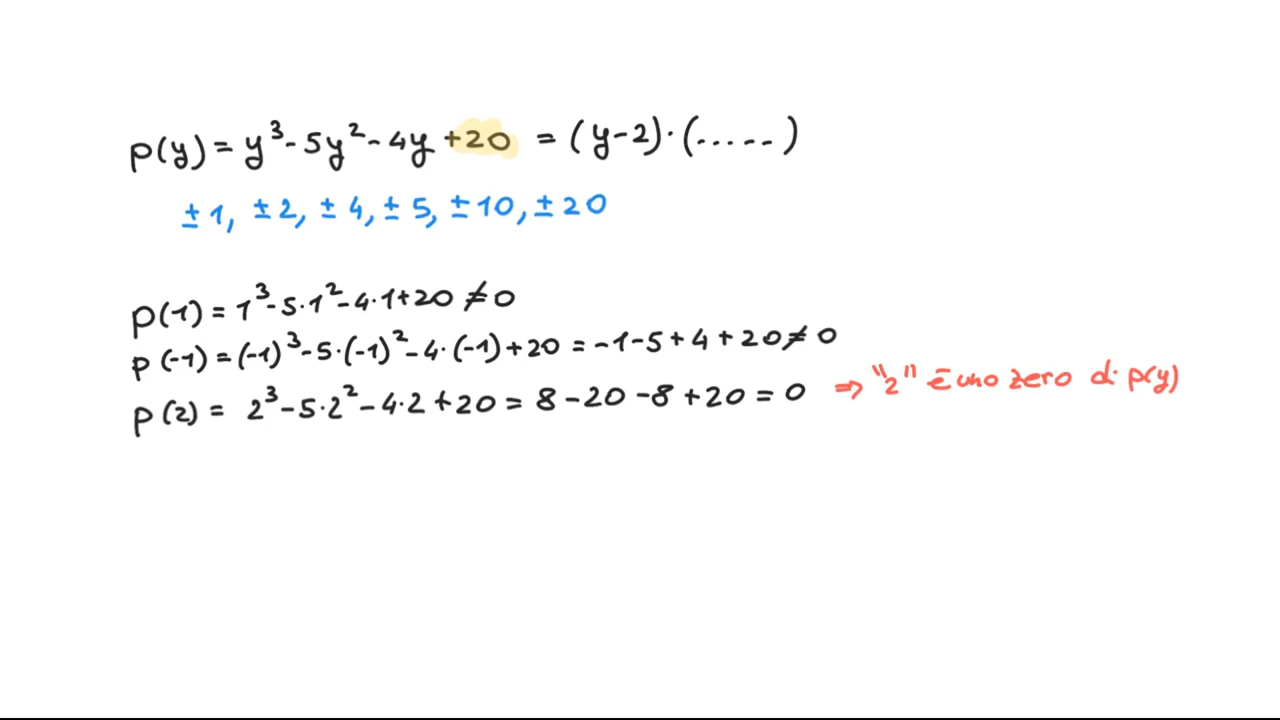 p(y) = y³ - 5y² - 4y + 20 = (y-2)·(.....)
± 1, ± 2, ± 4, ± 5, ± 10, ± 20
p(1) = 1³ - 5·1² - 4·1 + 20 ≠ 0
p(-1) = (-1)³ - 5·(-1)² - 4·(-1) + 20 = -1 - 5 + 4 + 20 ≠ 0
p(2) = 2³ - 5·2² - 4·2 + 20 = 8 - 20 - 8 + 20 = 0 ⇒ "2" È uno zero di p(y)